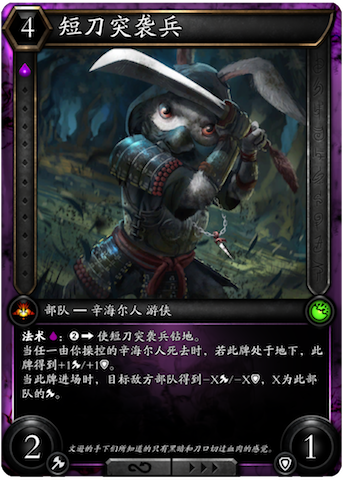 4 短刀突袭兵
部队 — 辛海尔人 游侠
法术 : 2 使短刀突袭兵钻地。
当任一由你操控的辛海尔人死去时，若此牌处于地下，此
牌得到+1 /+1 。
当此牌进场时，目标敌方部队得到-X /-X ，X为此部
队的 。
文逊的手下们所知道的只有黑暗和刀口切过血肉的感觉。
2
1